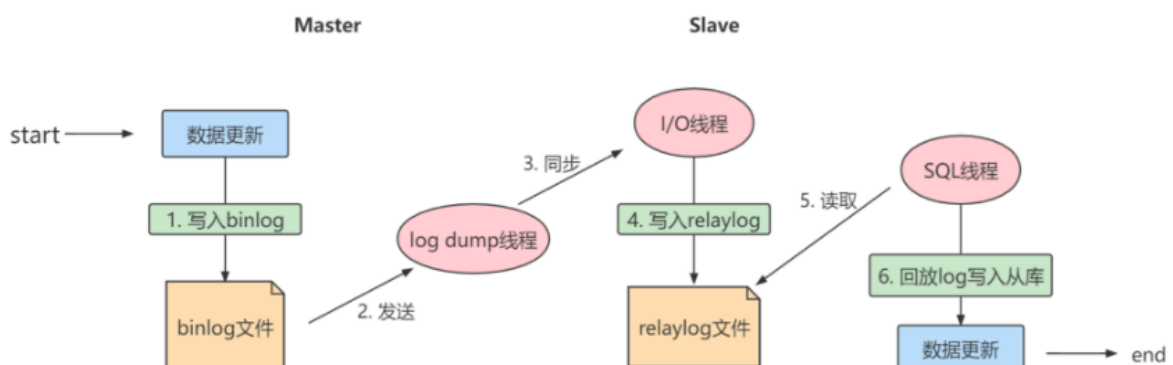 Master
Slave
start
数据更新
1. 写入binlog
binlog文件
2. 发送
log dump线程
3. 同步
I/O线程
4. 写入relaylog
relaylog文件
5. 读取
SQL线程
6. 回放log写入从库
数据更新
end